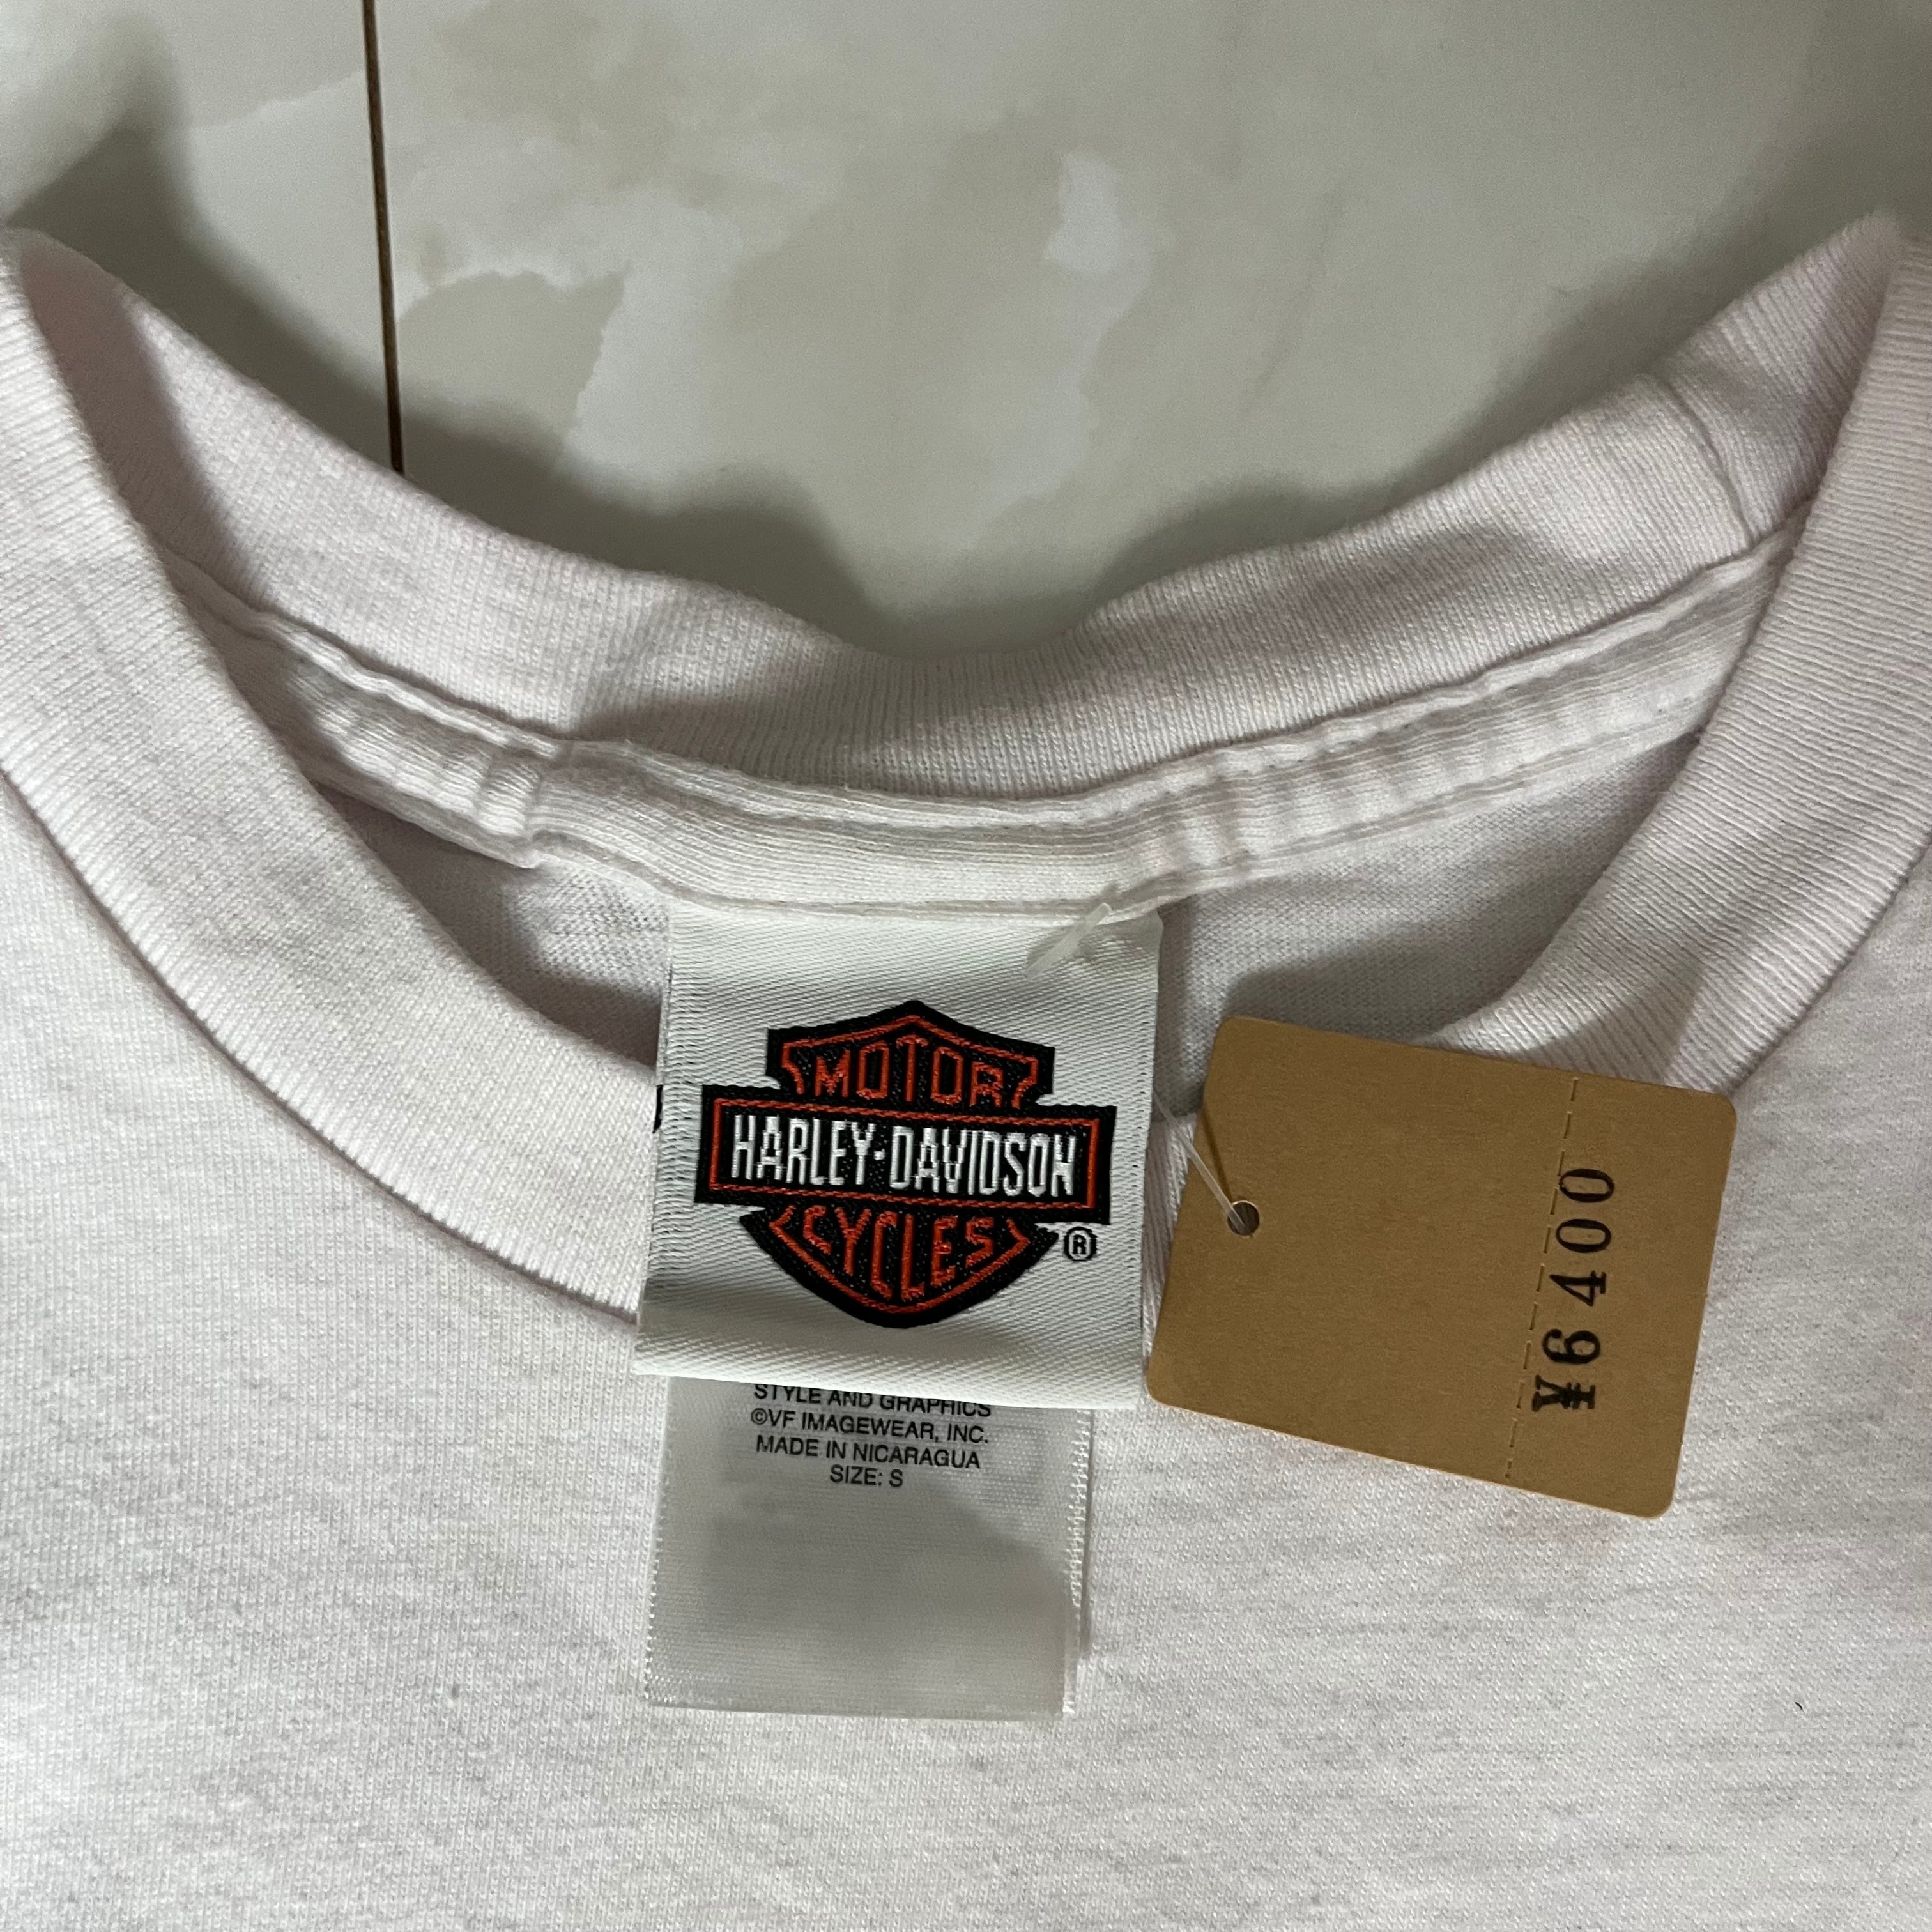 MOTOR
HARLEY-DAVIDSON
CYCLES
®
STYLE AND GRAPHICS
©VF IMAGEWEAR, INC.
MADE IN NICARAGUA
SIZE: S
¥6400